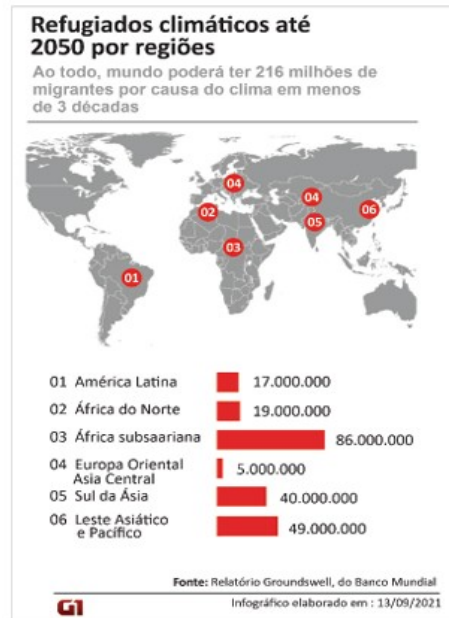 Refugiados climáticos até
2050 por regiões
Ao todo, mundo poderá ter 216 milhões de
migrantes por causa do clima em menos
de 3 décadas
04
04
06
02
05
03
01
01 América Latina 17.000.000
02 África do Norte 19.000.000
03 África subsaariana 86.000.000
04 Europa Oriental
Asia Central 5.000.000
05 Sul da Ásia 40.000.000
06 Leste Asiático
e Pacífico 49.000.000
Fonte: Relatório Groundswell, do Banco Mundial
G1 Infográfico elaborado em : 13/09/2021